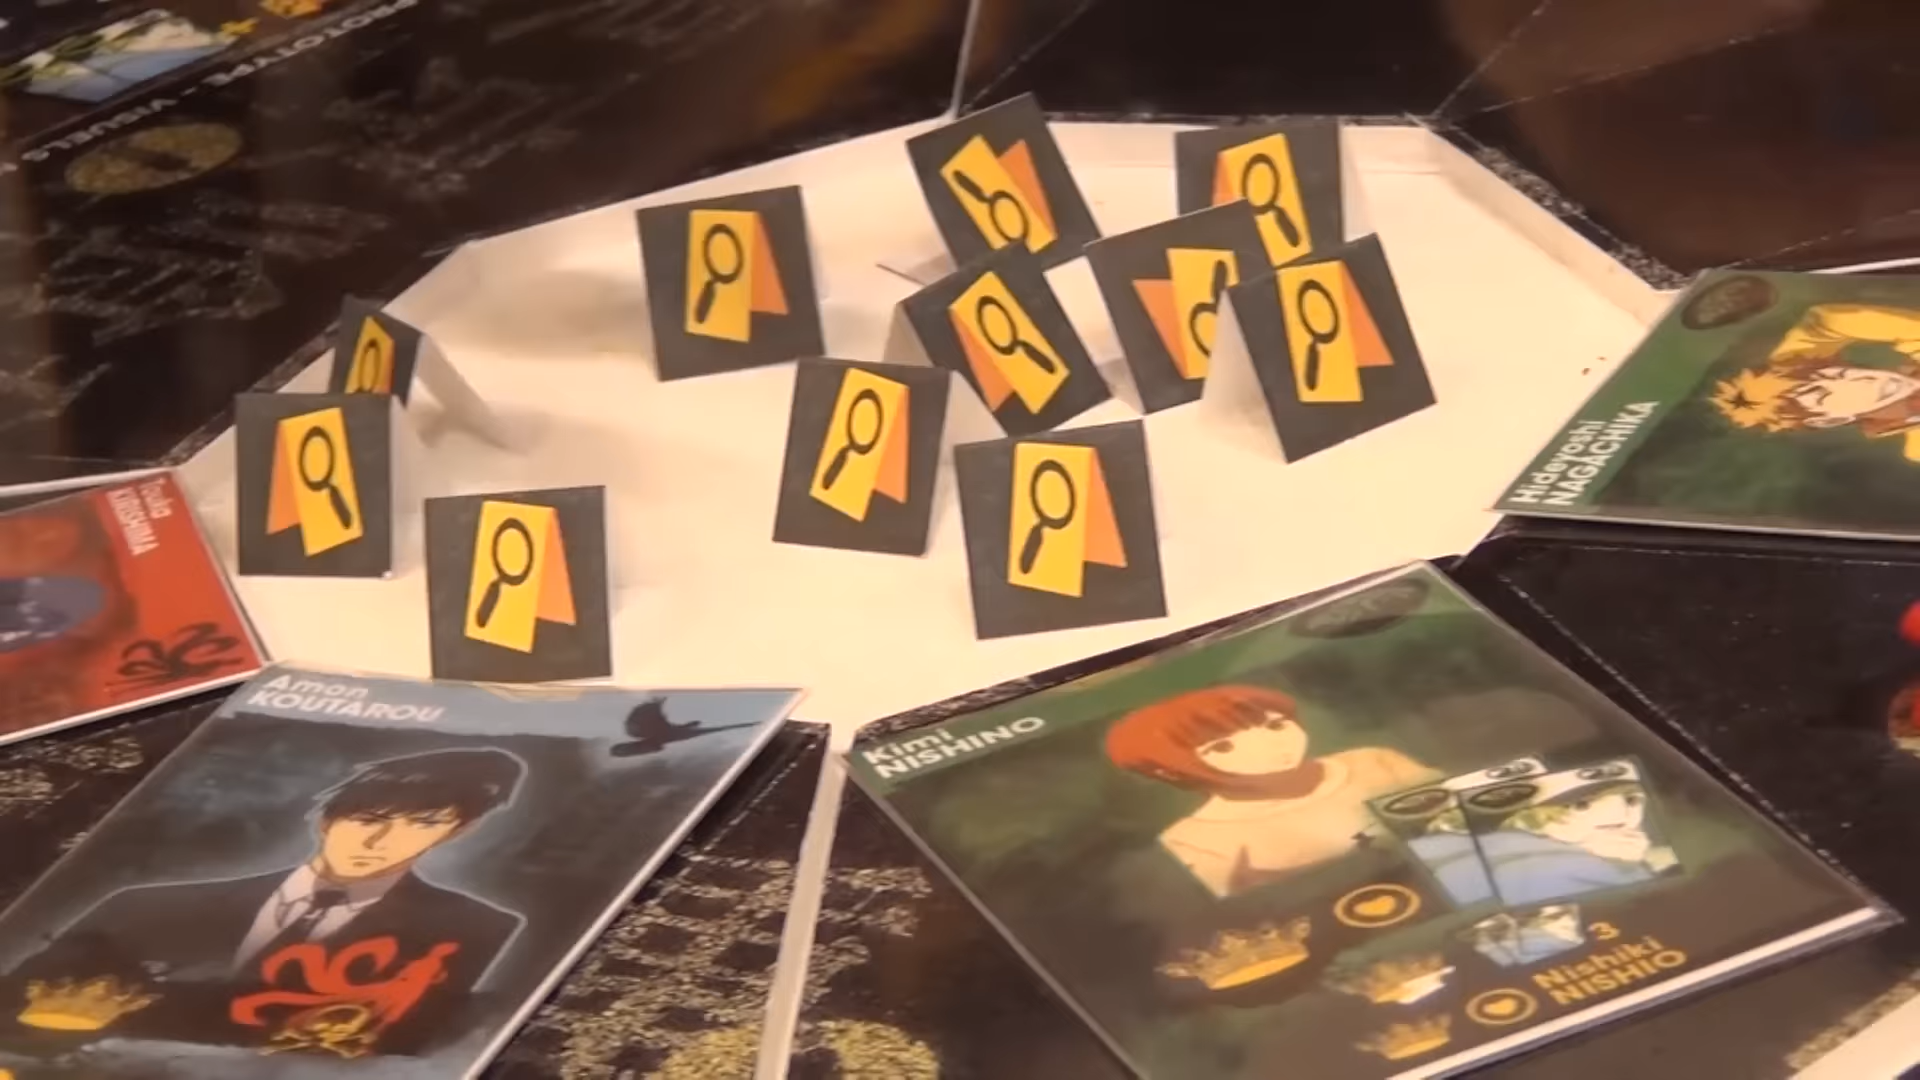 PROTOTYPE - VISUELS
Touka
KIRISHIMA
Amon
KOUTAROU
Kimi
NISHINO
3
Nishiki
NISHIO
Hideyoshi
NAGACHIKA